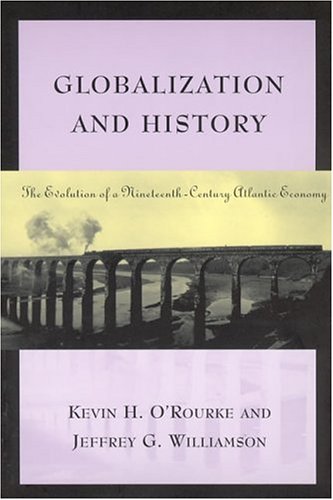 GLOBALIZATION
AND HISTORY
The Evolution of a Nineteenth-Century Atlantic Economy
KEVIN H. O'ROURKE AND
JEFFREY G. WILLIAMSON